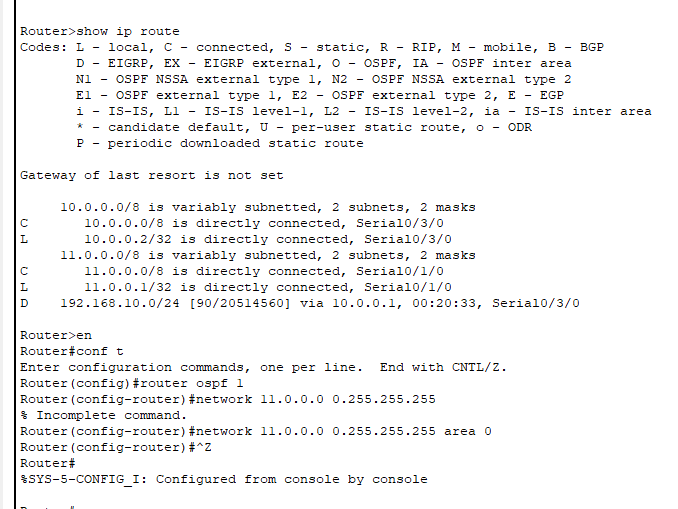 Router>show ip route
Codes: L - local, C - connected, S - static, R - RIP, M - mobile, B - BGP
D - EIGRP, EX - EIGRP external, O - OSPF, IA - OSPF inter area
N1 - OSPF NSSA external type 1, N2 - OSPF NSSA external type 2
E1 - OSPF external type 1, E2 - OSPF external type 2, E - EGP
i - IS-IS, L1 - IS-IS level-1, L2 - IS-IS level-2, ia - IS-IS inter area
* - candidate default, U - per-user static route, o - ODR
P - periodic downloaded static route
Gateway of last resort is not set
10.0.0.0/8 is variably subnetted, 2 subnets, 2 masks
C 10.0.0.0/8 is directly connected, Serial0/3/0
L 10.0.0.2/32 is directly connected, Serial0/3/0
11.0.0.0/8 is variably subnetted, 2 subnets, 2 masks
C 11.0.0.0/8 is directly connected, Serial0/1/0
L 11.0.0.1/32 is directly connected, Serial0/1/0
D 192.168.10.0/24 [90/20514560] via 10.0.0.1, 00:20:33, Serial0/3/0
Router>en
Router#conf t
Enter configuration commands, one per line. End with CNTL/Z.
Router(config)#router ospf 1
Router(config-router)#network 11.0.0.0 0.255.255.255
% Incomplete command.
Router(config-router)#network 11.0.0.0 0.255.255.255 area 0
Router(config-router)#^Z
Router#
%SYS-5-CONFIG_I: Configured from console by console